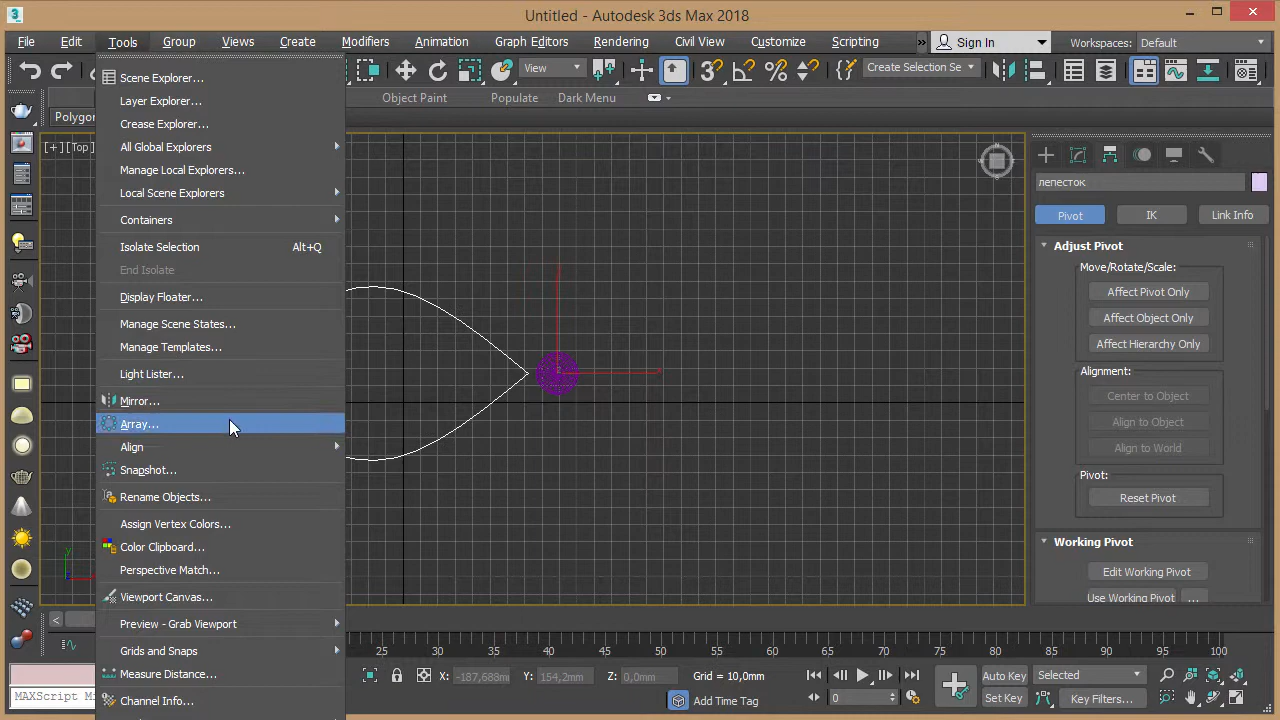 Untitled - Autodesk 3ds Max 2018
File Edit Tools Group Views Create Modifiers Animation Graph Editors Rendering Civil View Customize Scripting » Sign In Workspaces: Default
View Create Selection Se
Object Paint Populate Dark Menu
Polygon
[+] [Top]
Scene Explorer...
Layer Explorer...
Crease Explorer...
All Global Explorers
Manage Local Explorers...
Local Scene Explorers
Containers
Isolate Selection Alt+Q
End Isolate
Display Floater...
Manage Scene States...
Manage Templates...
Light Lister...
Mirror...
Array...
Align
Snapshot...
Rename Objects...
Assign Vertex Colors...
Color Clipboard...
Perspective Match...
Viewport Canvas...
Preview - Grab Viewport
Grids and Snaps
Measure Distance...
Channel Info...
лепесток
Pivot IK Link Info
Adjust Pivot
Move/Rotate/Scale:
Affect Pivot Only
Affect Object Only
Affect Hierarchy Only
Alignment:
Center to Object
Align to Object
Align to World
Pivot:
Reset Pivot
Working Pivot
Edit Working Pivot
Use Working Pivot ...
y
25 30 35 40 45 50 55 60 65 70 75 80 85 90 95 100
X: -187,688m Y: 154,2mm Z: 0,0mm Grid = 10,0mm
Auto Key Selected
MAXScript Mi
Add Time Tag
0
Set Key Key Filters...